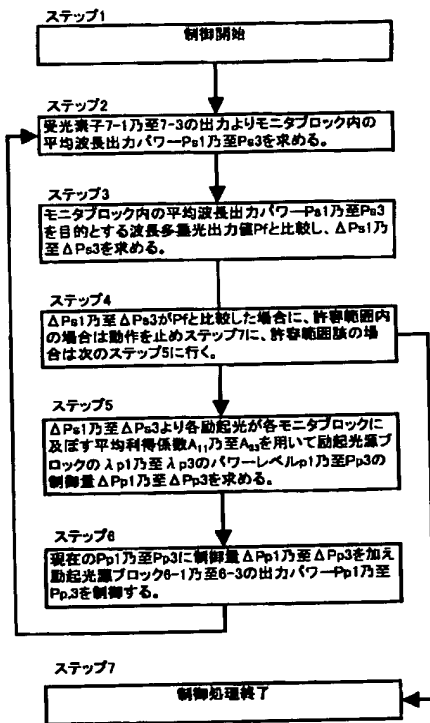 ステップ1
制御開始
ステップ2
受光素子7-1乃至7-3の出力よりモニタブロック内の
平均波長出力パワーPs1乃至Ps3を求める。
ステップ3
モニタブロック内の平均波長出力パワーPs1乃至Ps3
を目的とする波長多重光出力値Pfと比較し、ΔPs1乃
至ΔPs3を求める。
ステップ4
ΔPs1乃至ΔPs3がPfと比較した場合に、許容範囲内
の場合は動作を止めステップ7に、許容範囲該の場
合は次のステップ5に行く。
ステップ5
ΔPs1乃至ΔPs3より各励起光が各モニタブロックに
及ぼす平均利得係数A11乃至A33を用いて励起光源ブ
ロックのλp1乃至λp3のパワーレベルp1乃至Pp3の
制御量ΔPp1乃至ΔPp3を求める。
ステップ6
現在のPp1乃至Pp3に制御量ΔPp1乃至ΔPp3を加え
励起光源ブロック6-1乃至6-3の出力パワーPp1乃至
Pp,3を制御する。
ステップ7
制御処理終了